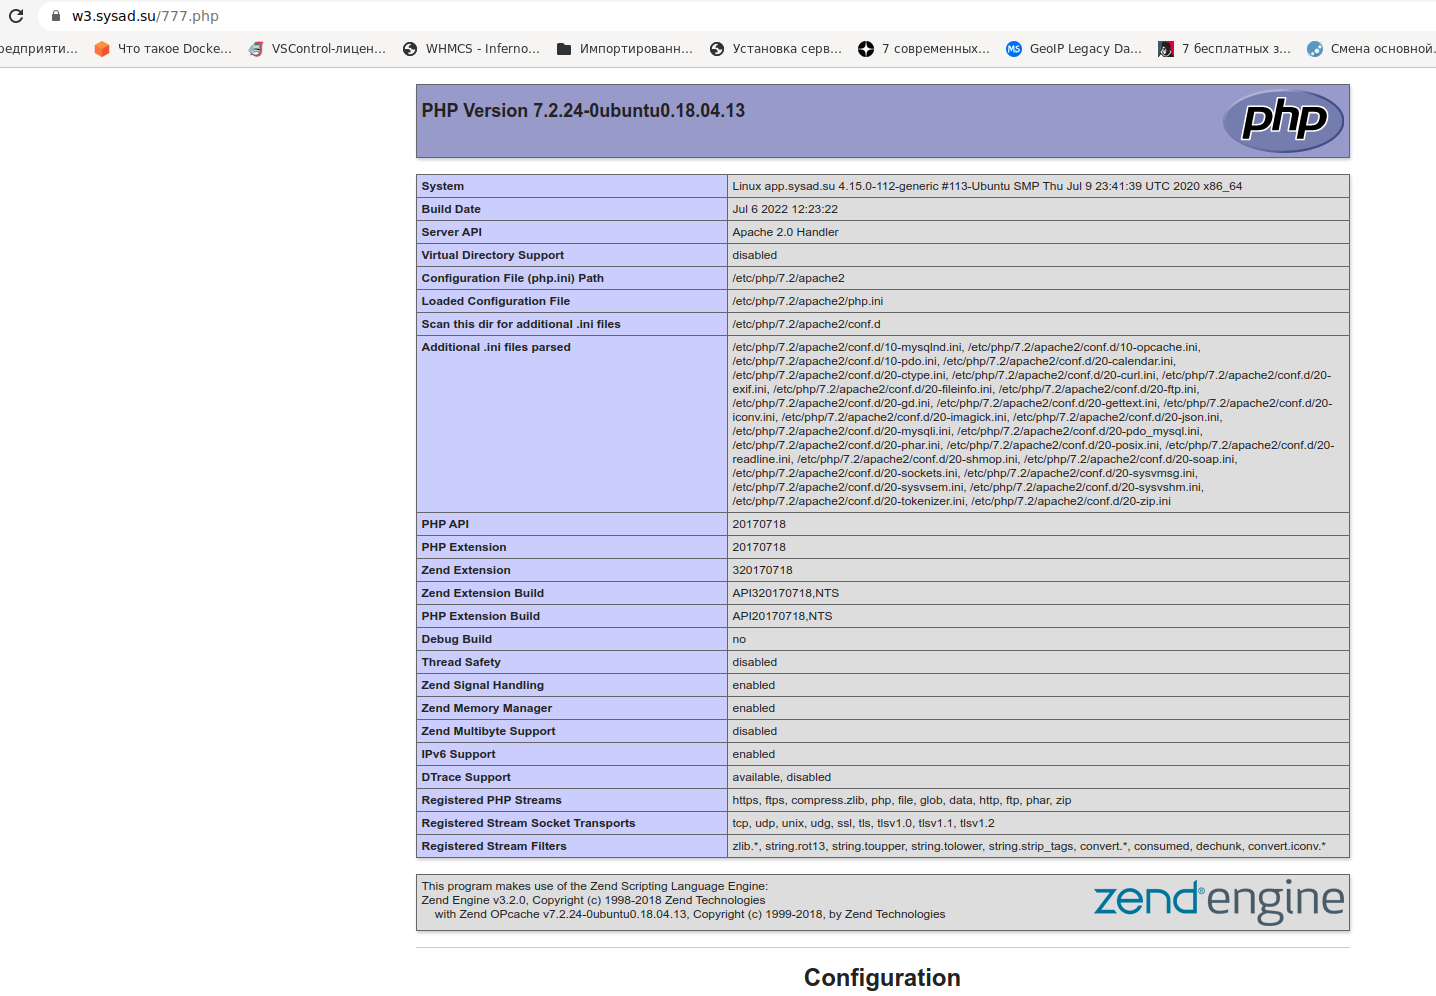 w3.sysad.su/777.php
редприяти... Что такое Docke... VSControl-лицен... WHMCS - Inferno... Импортированн... Установка серв... 7 современных... MS GeoIP Legacy Da... 7 бесплатных з... Смена основной
PHP Version 7.2.24-0ubuntu0.18.04.13
php
System Linux app.sysad.su 4.15.0-112-generic #113-Ubuntu SMP Thu Jul 9 23:41:39 UTC 2020 x86_64
Build Date Jul 6 2022 12:23:22
Server API Apache 2.0 Handler
Virtual Directory Support disabled
Configuration File (php.ini) Path /etc/php/7.2/apache2
Loaded Configuration File /etc/php/7.2/apache2/php.ini
Scan this dir for additional .ini files /etc/php/7.2/apache2/conf.d
Additional .ini files parsed /etc/php/7.2/apache2/conf.d/10-mysqlnd.ini, /etc/php/7.2/apache2/conf.d/10-opcache.ini,
/etc/php/7.2/apache2/conf.d/10-pdo.ini, /etc/php/7.2/apache2/conf.d/20-calendar.ini,
/etc/php/7.2/apache2/conf.d/20-ctype.ini, /etc/php/7.2/apache2/conf.d/20-curl.ini, /etc/php/7.2/apache2/conf.d/20-
exif.ini, /etc/php/7.2/apache2/conf.d/20-fileinfo.ini, /etc/php/7.2/apache2/conf.d/20-ftp.ini,
/etc/php/7.2/apache2/conf.d/20-gd.ini, /etc/php/7.2/apache2/conf.d/20-gettext.ini, /etc/php/7.2/apache2/conf.d/20-
iconv.ini, /etc/php/7.2/apache2/conf.d/20-imagick.ini, /etc/php/7.2/apache2/conf.d/20-json.ini,
/etc/php/7.2/apache2/conf.d/20-mysqli.ini, /etc/php/7.2/apache2/conf.d/20-pdo_mysql.ini,
/etc/php/7.2/apache2/conf.d/20-phar.ini, /etc/php/7.2/apache2/conf.d/20-posix.ini, /etc/php/7.2/apache2/conf.d/20-
readline.ini, /etc/php/7.2/apache2/conf.d/20-shmop.ini, /etc/php/7.2/apache2/conf.d/20-soap.ini,
/etc/php/7.2/apache2/conf.d/20-sockets.ini, /etc/php/7.2/apache2/conf.d/20-sysvmsg.ini,
/etc/php/7.2/apache2/conf.d/20-sysvsem.ini, /etc/php/7.2/apache2/conf.d/20-sysvshm.ini,
/etc/php/7.2/apache2/conf.d/20-tokenizer.ini, /etc/php/7.2/apache2/conf.d/20-zip.ini
PHP API 20170718
PHP Extension 20170718
Zend Extension 320170718
Zend Extension Build API320170718,NTS
PHP Extension Build API20170718,NTS
Debug Build no
Thread Safety disabled
Zend Signal Handling enabled
Zend Memory Manager enabled
Zend Multibyte Support disabled
IPv6 Support enabled
DTrace Support available, disabled
Registered PHP Streams https, ftps, compress.zlib, php, file, glob, data, http, ftp, phar, zip
Registered Stream Socket Transports tcp, udp, unix, udg, ssl, tls, tlsv1.0, tlsv1.1, tlsv1.2
Registered Stream Filters zlib.*, string.rot13, string.toupper, string.tolower, string.strip_tags, convert.*, consumed, dechunk, convert.iconv.*
This program makes use of the Zend Scripting Language Engine:
Zend Engine v3.2.0, Copyright (c) 1998-2018 Zend Technologies
with Zend OPcache v7.2.24-0ubuntu0.18.04.13, Copyright (c) 1999-2018, by Zend Technologies
zend® engine
Configuration